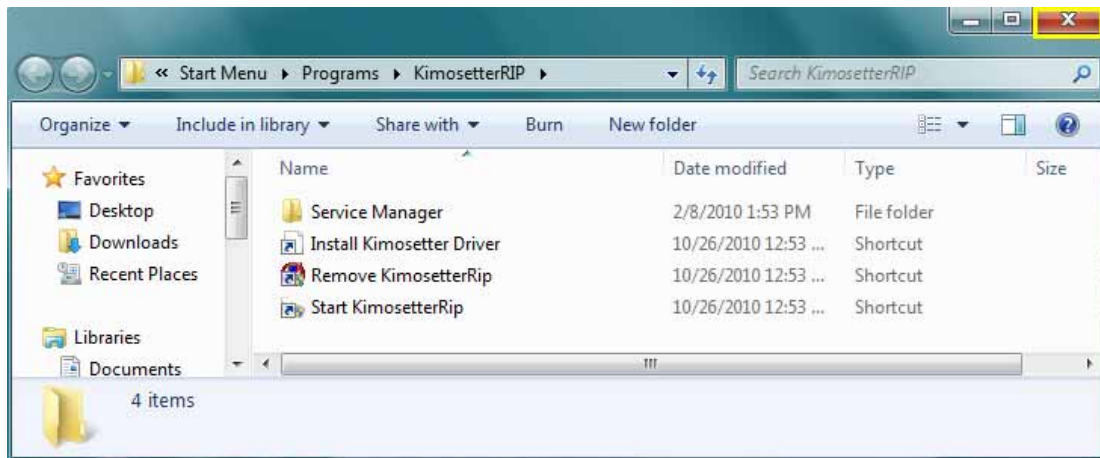 « Start Menu ▸ Programs ▸ KimosetterRIP ▸ Search KimosetterRIP
Organize Include in library Share with Burn New folder
Favorites
Desktop
Downloads
Recent Places
Libraries
Documents
Name Date modified Type Size
Service Manager 2/8/2010 1:53 PM File folder
Install Kimosetter Driver 10/26/2010 12:53 ... Shortcut
Remove KimosetterRip 10/26/2010 12:53 ... Shortcut
Start KimosetterRip 10/26/2010 12:53 ... Shortcut
4 items